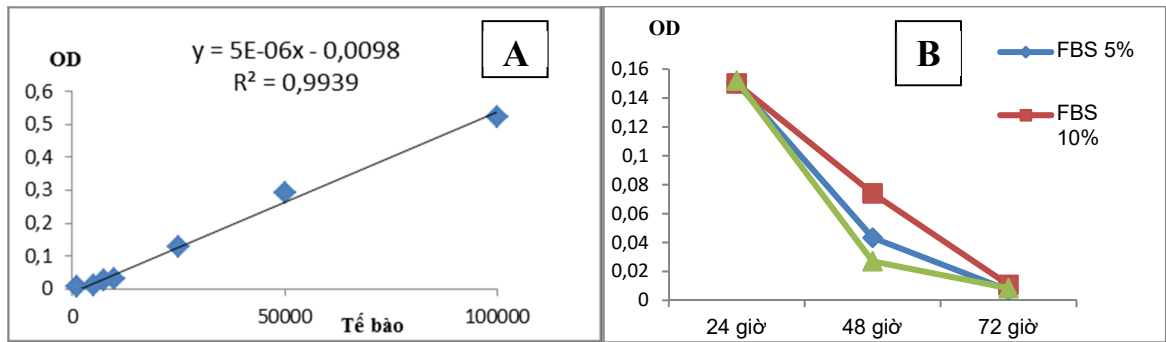 y = 5E-06x - 0,0098
R² = 0,9939
A
OD
0,6
0,5
0,4
0,3
0,2
0,1
0
0
50000
100000
Tế bào
OD
B
FBS 5%
FBS
10%
0,16
0,14
0,12
0,1
0,08
0,06
0,04
0,02
0
24 giờ
48 giờ
72 giờ